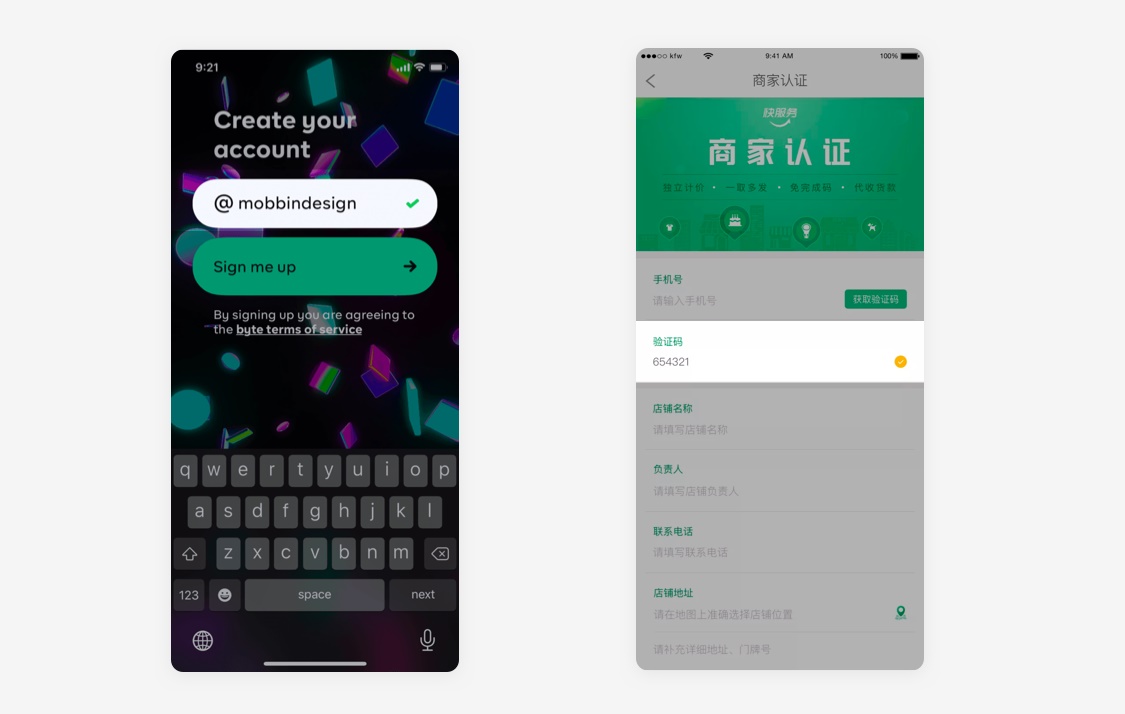 9:21
Create your
account
@ mobbindesign
Sign me up
By signing up you are agreeing to
the byte terms of service
q w e r t y u i o p
a s d f g h j k l
z x c v b n m
123 space next
kfw 9:41 AM 100%
商家认证
快服务
商家认证
独立计价 • 一取多发 • 免完成码 • 代收货款
手机号
请输入手机号 获取验证码
验证码
654321
店铺名称
请填写店铺名称
负责人
请填写店铺负责人
联系电话
请填写联系电话
店铺地址
请在地图上准确选择店铺位置
请补充详细地址、门牌号